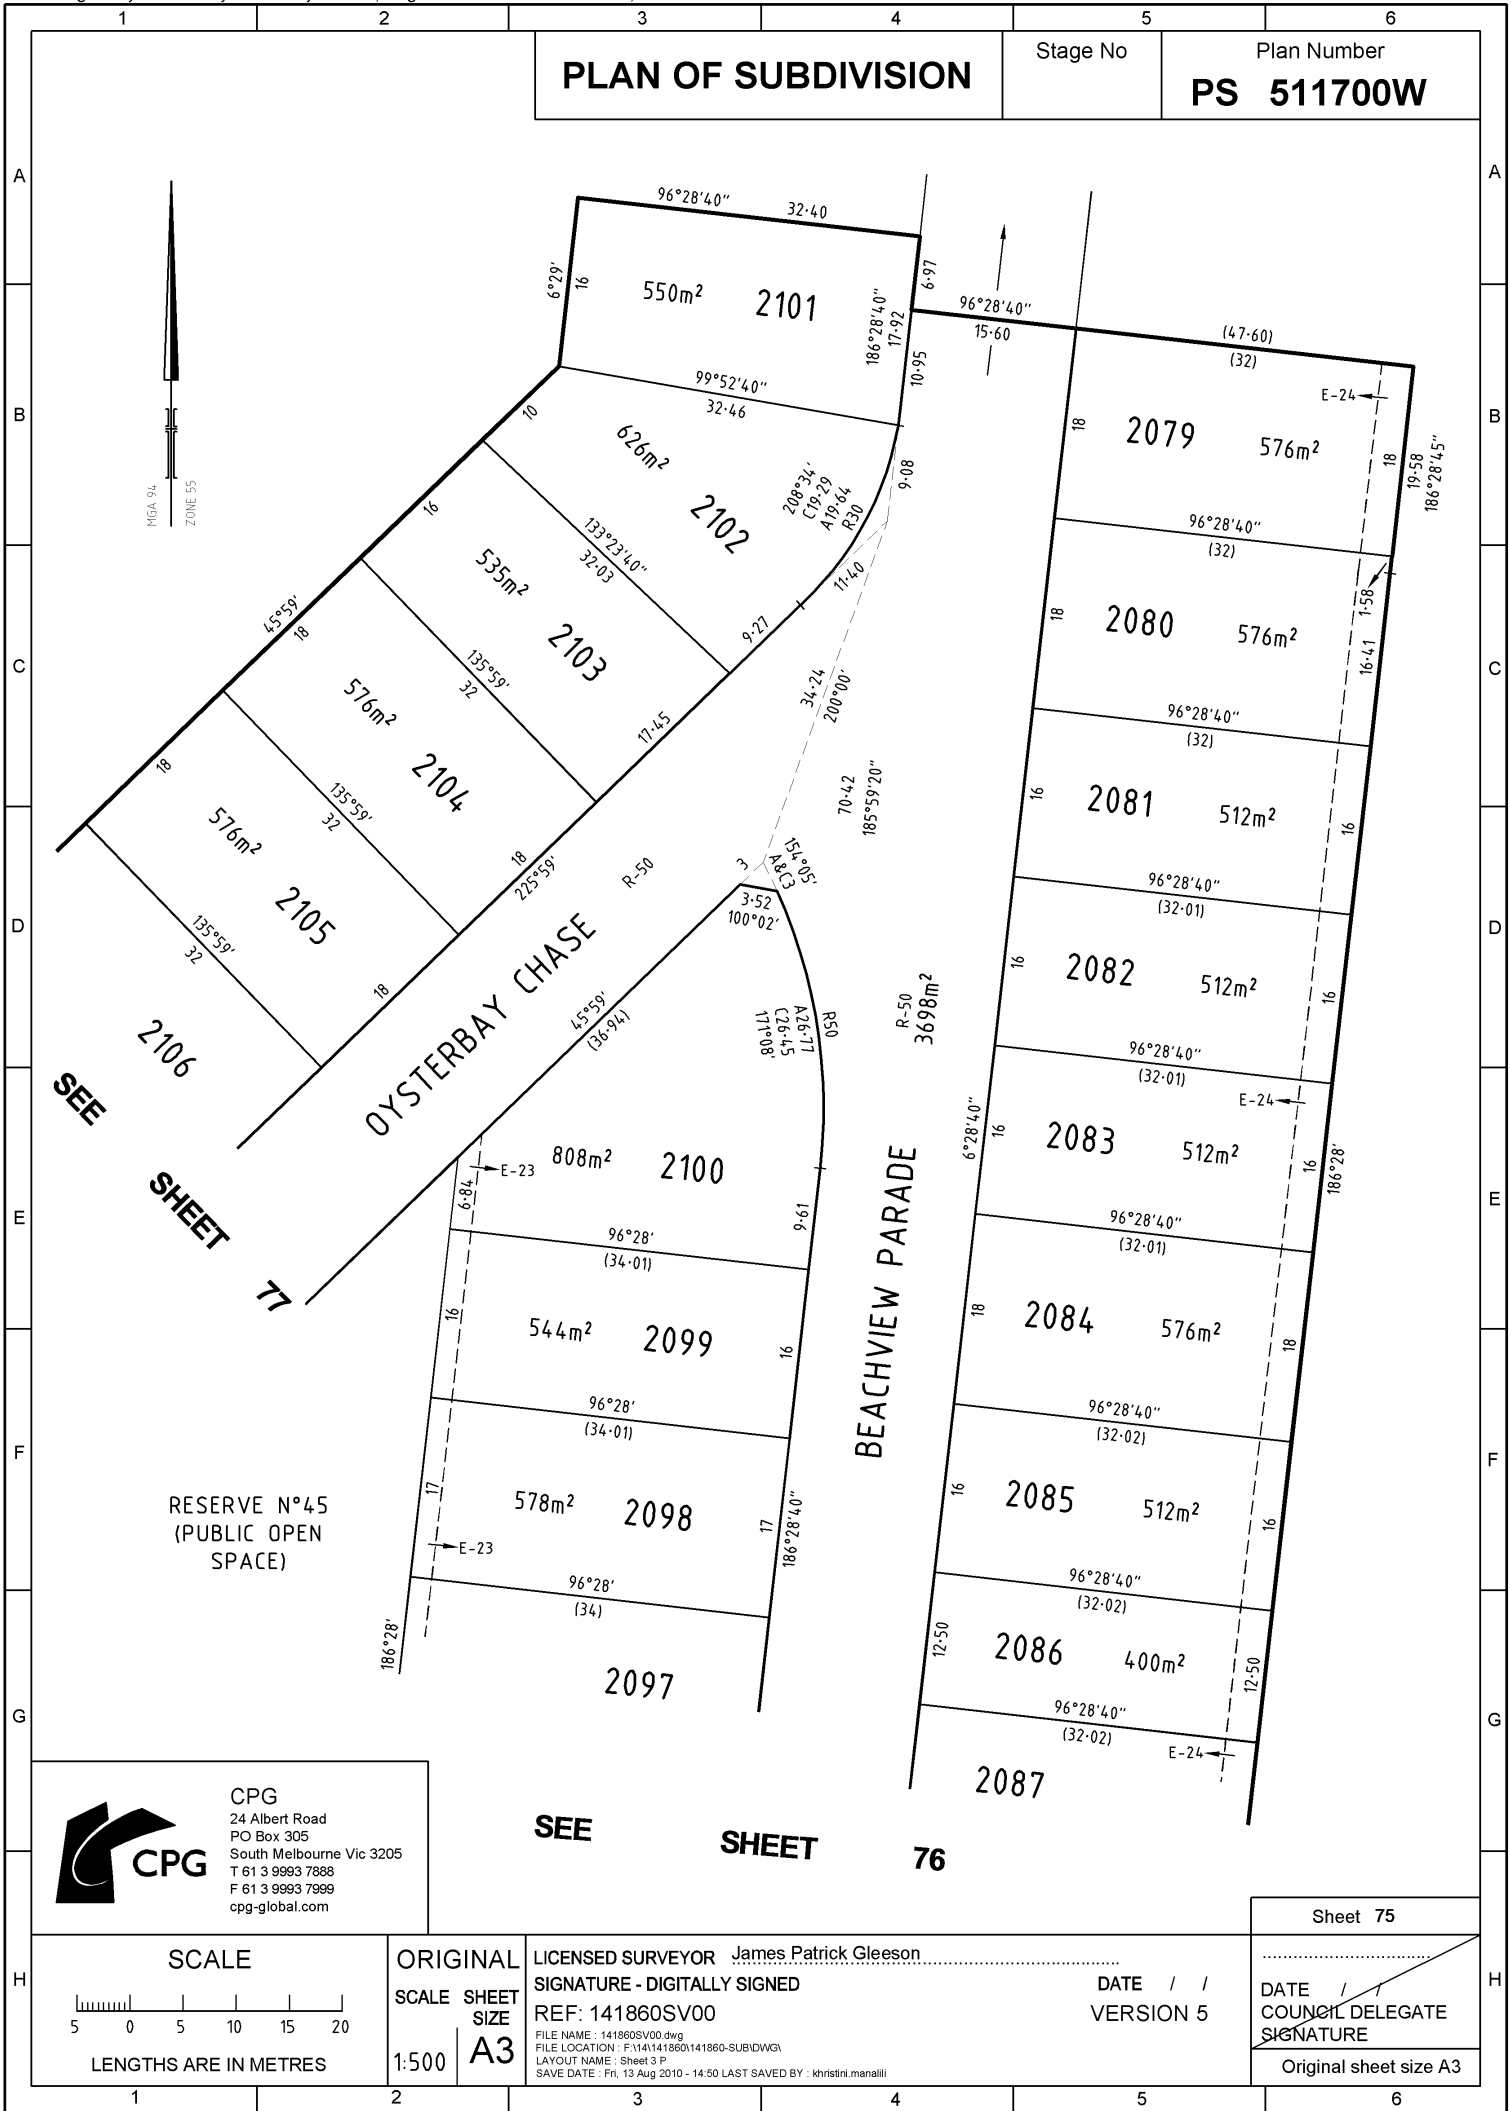 1 2 3 4 5 6
PLAN OF SUBDIVISION
Stage No
Plan Number
PS 511700W
A
B
C
D
E
F
G
H
A
B
C
D
E
F
G
H
MGA 94
ZONE 55
96°28'40"
32·40
6°29'
16
550m²
2101
6·97
186°28'40"
17·92
10·95
99°52'40"
32·46
96°28'40"
15·60
(47·60)
(32)
10
626m²
2102
208°34'
C19·29
A19·64
R30
9·08
11·40
16
133°23'40"
32·03
535m²
2103
9·27
45°59'
18
135°59'
32
576m²
2104
17·45
34·24
200°00'
18
135°59'
32
576m²
2105
18
225°59'
R-50
70·42
185°59'20"
3
154°05'
A&C3
3·52
100°02'
135°59'
32
18
2106
OYSTERBAY CHASE
45°59'
(36·94)
R50
A26·77
C26·45
171°08'
R-50
3698m²
SEE SHEET 77
E-24
18
2079
576m²
18
19·58
186°28'45"
96°28'40"
(32)
1·58
18
2080
576m²
16·41
96°28'40"
(32)
16
2081
512m²
16
96°28'40"
(32·01)
16
2082
512m²
16
96°28'40"
(32·01)
E-24
6°28'40"
16
2083
512m²
16
186°28'
96°28'40"
(32·01)
18
2084
576m²
18
96°28'40"
(32·02)
16
2085
512m²
16
96°28'40"
(32·02)
12·50
2086
400m²
12·50
96°28'40"
(32·02)
E-24
2087
E-23
808m²
2100
6·84
9·61
96°28'
(34·01)
16
544m²
2099
16
96°28'
(34·01)
17
578m²
2098
17
186°28'40"
E-23
96°28'
(34)
186°28'
2097
BEACHVIEW PARADE
RESERVE N°45
(PUBLIC OPEN
SPACE)
SEE SHEET 76
CPG
CPG
24 Albert Road
PO Box 305
South Melbourne Vic 3205
T 61 3 9993 7888
F 61 3 9993 7999
cpg-global.com
Sheet 75
SCALE
5 0 5 10 15 20
LENGTHS ARE IN METRES
ORIGINAL
SCALE SHEET
SIZE
1:500 A3
LICENSED SURVEYOR James Patrick Gleeson
SIGNATURE - DIGITALLY SIGNED
DATE / /
REF: 141860SV00
VERSION 5
FILE NAME : 141860SV00.dwg
FILE LOCATION : F:\14\141860\141860-SUB\DWG\
LAYOUT NAME : Sheet 3 P
SAVE DATE : Fri, 13 Aug 2010 - 14:50 LAST SAVED BY : khristini.manalili
DATE / /
COUNCIL DELEGATE
SIGNATURE
Original sheet size A3
1 2 3 4 5 6